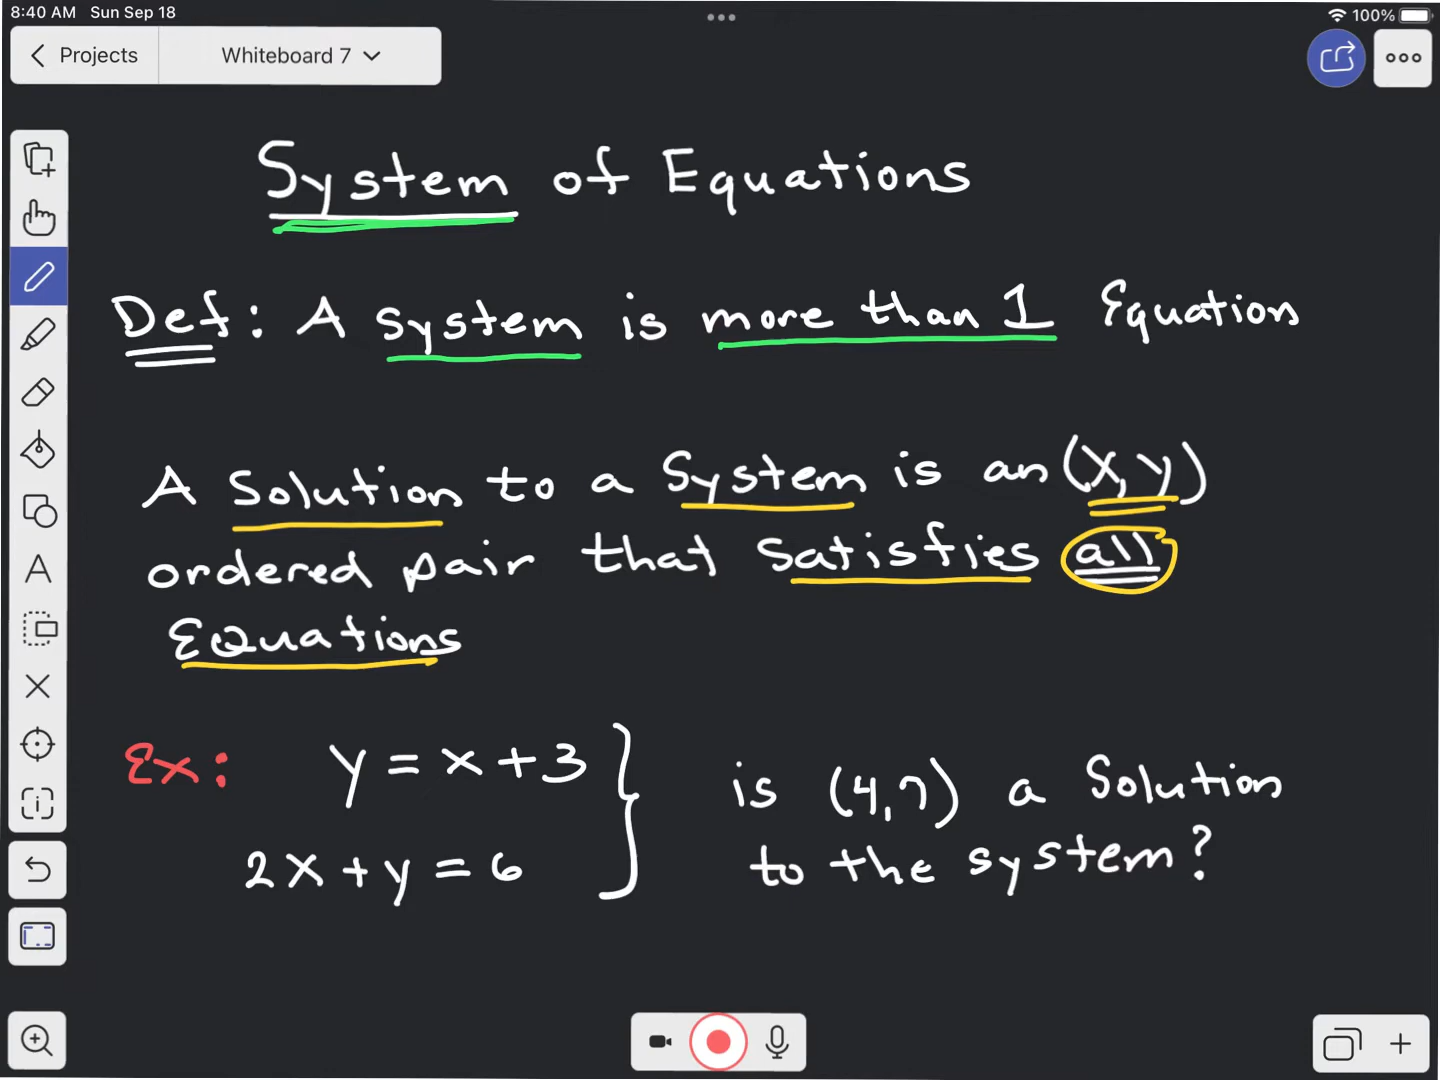 8:40 AM Sun Sep 18
100%
Projects
Whiteboard 7
System of Equations
Def: A system is more than 1 Equation
A Solution to a System is an (x,y)
ordered pair that satisfies all
Equations
Ex: y = x+3
is (4,7) a Solution
2x+y = 6
to the system?